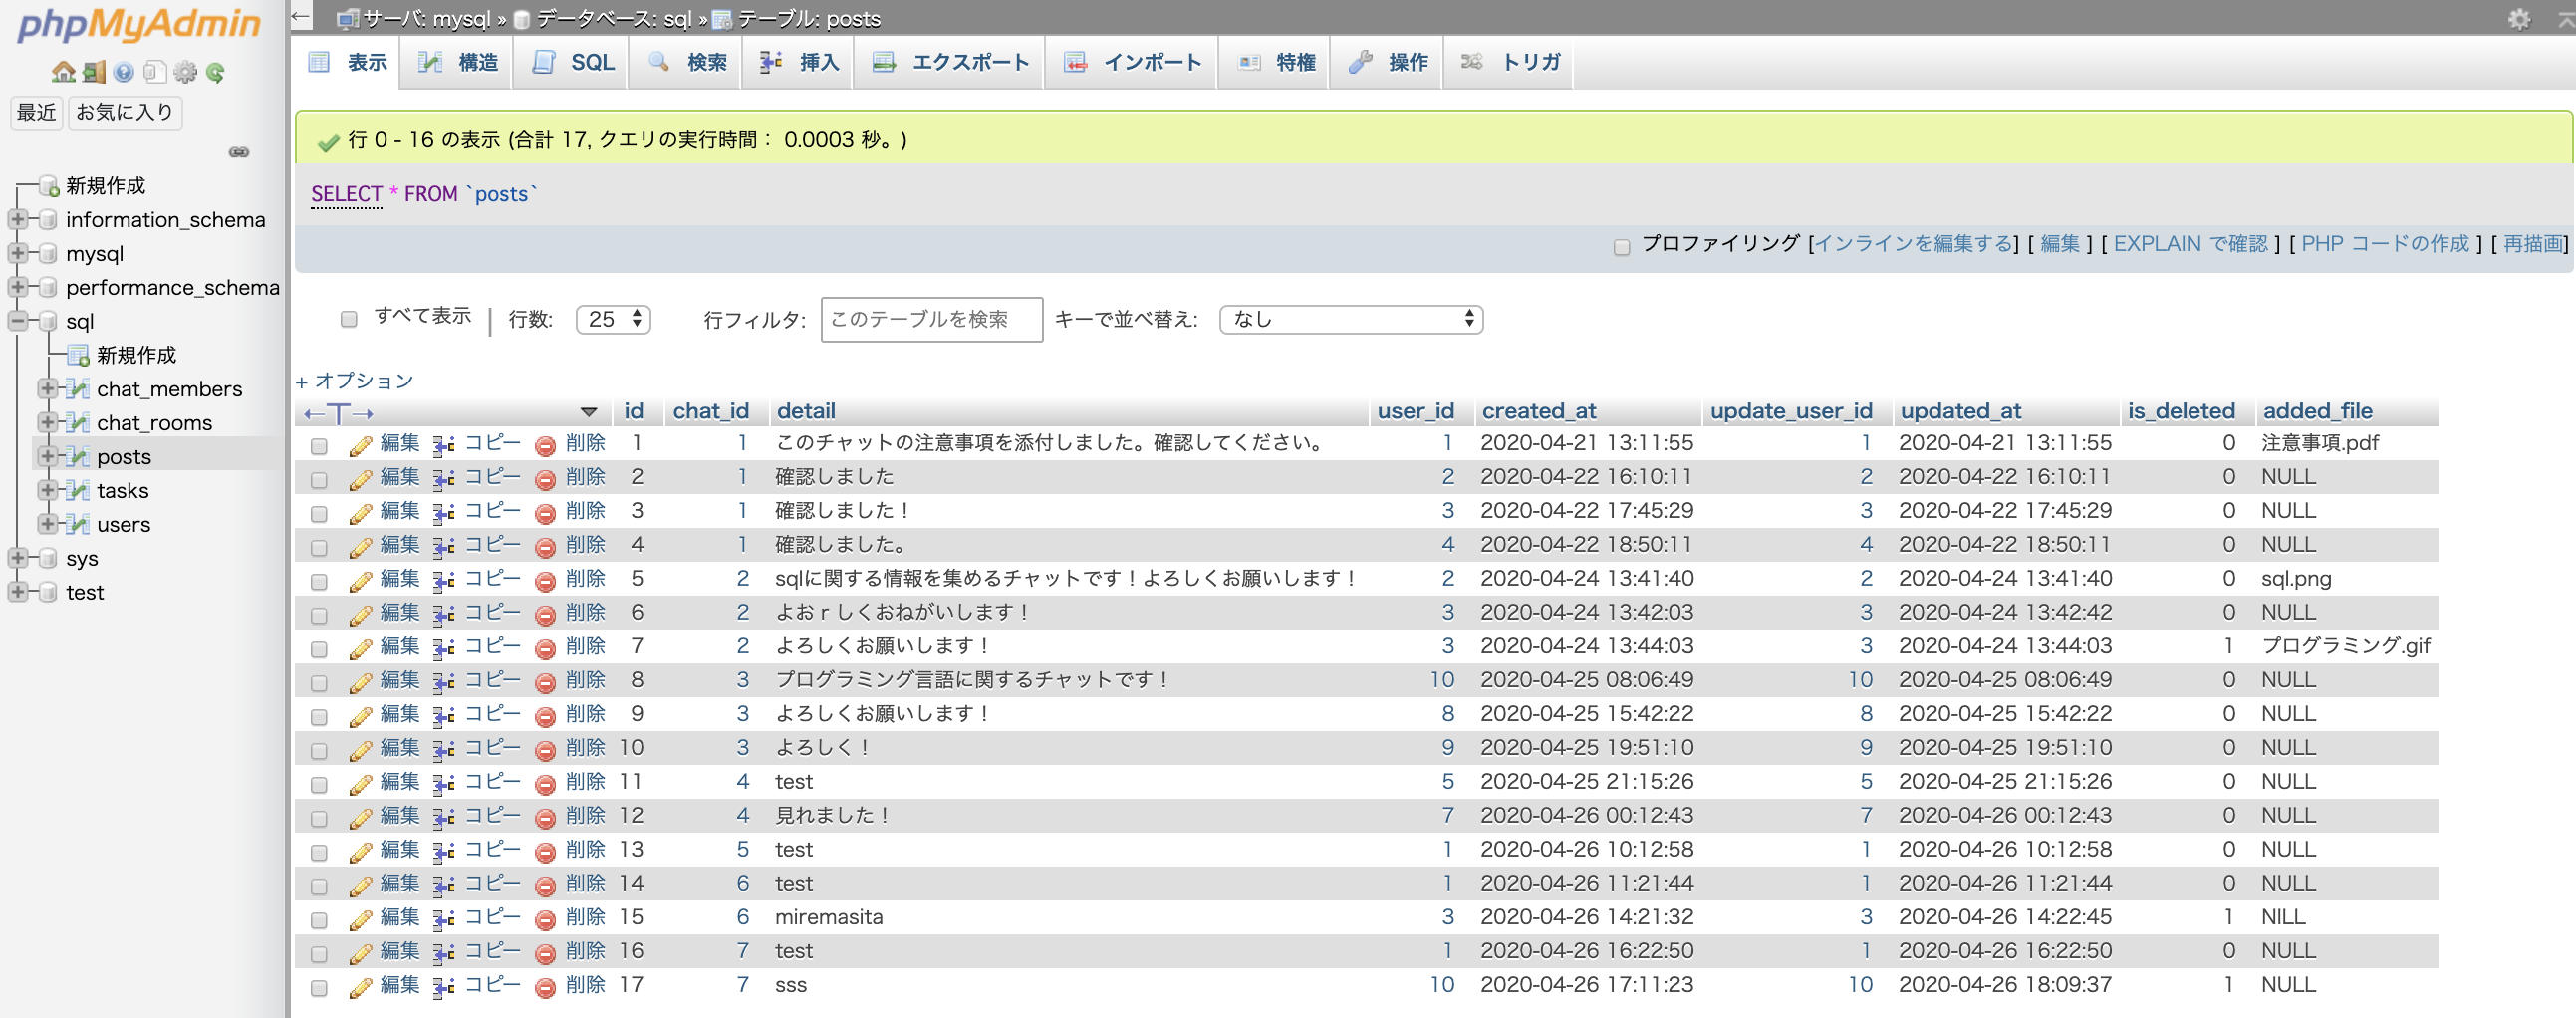 phpMyAdmin
最近 お気に入り
新規作成
information_schema
mysql
performance_schema
sql
新規作成
chat_members
chat_rooms
posts
tasks
users
sys
test
サーバ: mysql » データベース: sql » テーブル: posts
表示 構造 SQL 検索 挿入 エクスポート インポート 特権 操作 トリガ
行 0 - 16 の表示 (合計 17, クエリの実行時間： 0.0003 秒。)
SELECT * FROM `posts`
プロファイリング [インラインを編集する] [ 編集 ] [ EXPLAIN で確認 ] [ PHP コードの作成 ] [ 再描画]
すべて表示 | 行数: 25 行フィルタ: このテーブルを検索 キーで並べ替え: なし
+ オプション
←T→ id chat_id detail user_id created_at update_user_id updated_at is_deleted added_file
編集 コピー 削除 1 1 このチャットの注意事項を添付しました。確認してください。 1 2020-04-21 13:11:55 1 2020-04-21 13:11:55 0 注意事項.pdf
編集 コピー 削除 2 1 確認しました 2 2020-04-22 16:10:11 2 2020-04-22 16:10:11 0 NULL
編集 コピー 削除 3 1 確認しました！ 3 2020-04-22 17:45:29 3 2020-04-22 17:45:29 0 NULL
編集 コピー 削除 4 1 確認しました。 4 2020-04-22 18:50:11 4 2020-04-22 18:50:11 0 NULL
編集 コピー 削除 5 2 sqlに関する情報を集めるチャットです！よろしくお願いします！ 2 2020-04-24 13:41:40 2 2020-04-24 13:41:40 0 sql.png
編集 コピー 削除 6 2 よおｒしくおねがいします！ 3 2020-04-24 13:42:03 3 2020-04-24 13:42:42 0 NULL
編集 コピー 削除 7 2 よろしくお願いします！ 3 2020-04-24 13:44:03 3 2020-04-24 13:44:03 1 プログラミング.gif
編集 コピー 削除 8 3 プログラミング言語に関するチャットです！ 10 2020-04-25 08:06:49 10 2020-04-25 08:06:49 0 NULL
編集 コピー 削除 9 3 よろしくお願いします！ 8 2020-04-25 15:42:22 8 2020-04-25 15:42:22 0 NULL
編集 コピー 削除 10 3 よろしく！ 9 2020-04-25 19:51:10 9 2020-04-25 19:51:10 0 NULL
編集 コピー 削除 11 4 test 5 2020-04-25 21:15:26 5 2020-04-25 21:15:26 0 NULL
編集 コピー 削除 12 4 見れました！ 7 2020-04-26 00:12:43 7 2020-04-26 00:12:43 0 NULL
編集 コピー 削除 13 5 test 1 2020-04-26 10:12:58 1 2020-04-26 10:12:58 0 NULL
編集 コピー 削除 14 6 test 1 2020-04-26 11:21:44 1 2020-04-26 11:21:44 0 NULL
編集 コピー 削除 15 6 miremasita 3 2020-04-26 14:21:32 3 2020-04-26 14:22:45 1 NILL
編集 コピー 削除 16 7 test 1 2020-04-26 16:22:50 1 2020-04-26 16:22:50 0 NULL
編集 コピー 削除 17 7 sss 10 2020-04-26 17:11:23 10 2020-04-26 18:09:37 1 NULL